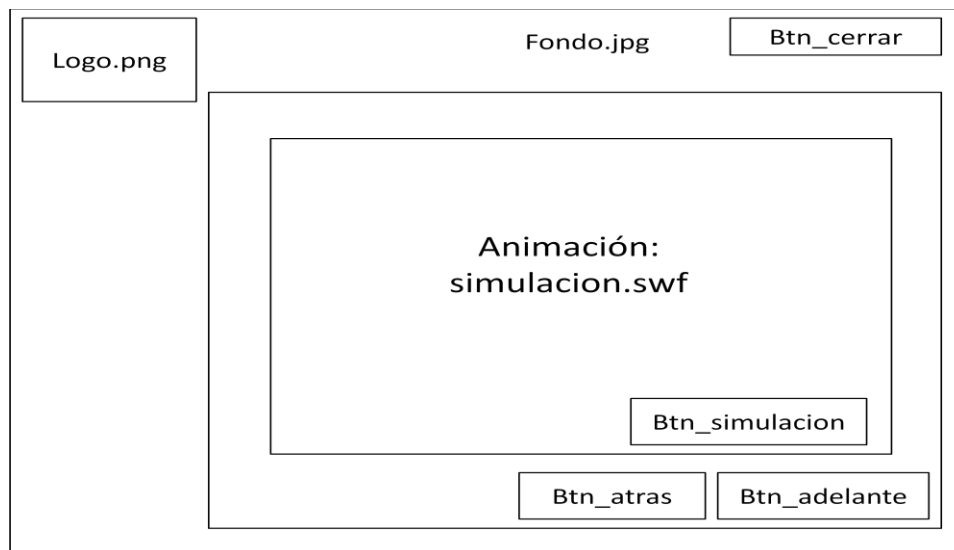 Logo.png
Fondo.jpg
Btn_cerrar
Animación:
simulacion.swf
Btn_simulacion
Btn_atras
Btn_adelante